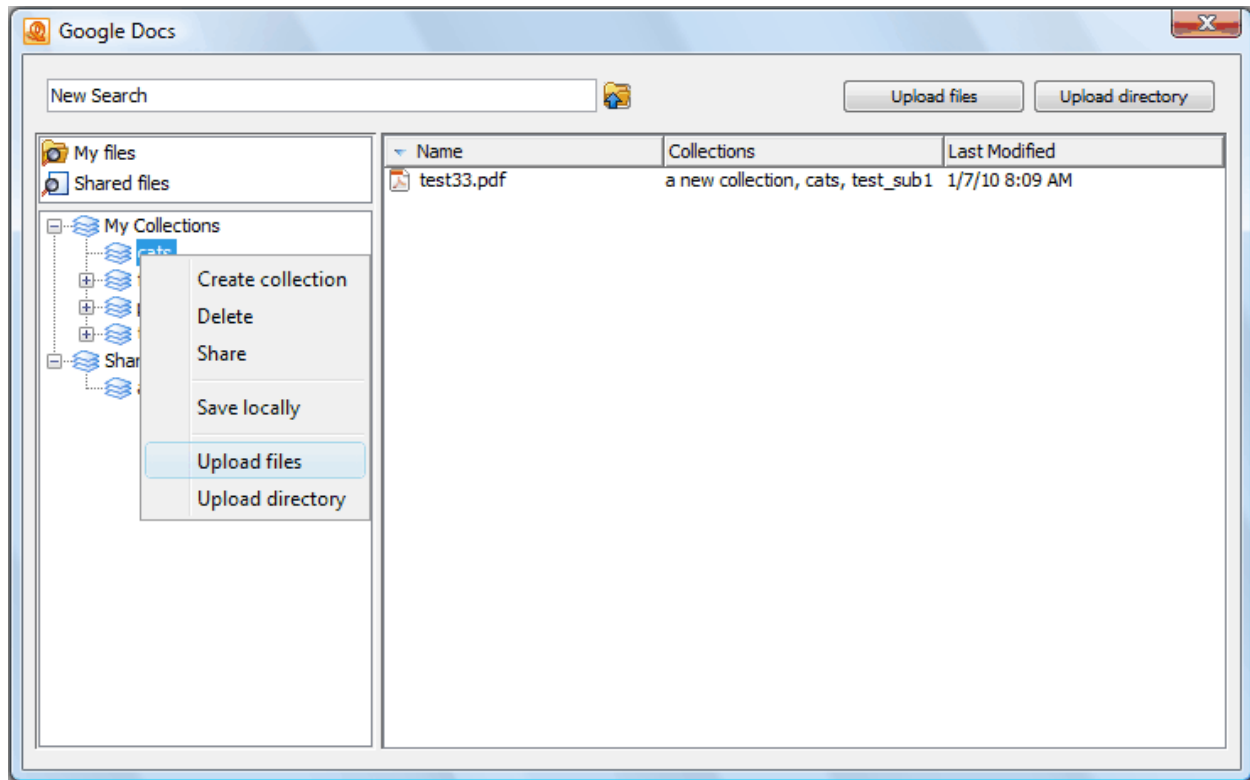 Google Docs
New Search
Upload files
Upload directory
My files
Shared files
Name
Collections
Last Modified
test33.pdf
a new collection, cats, test_sub1
1/7/10 8:09 AM
My Collections
cats
Create collection
Delete
Share
Save locally
Upload files
Upload directory